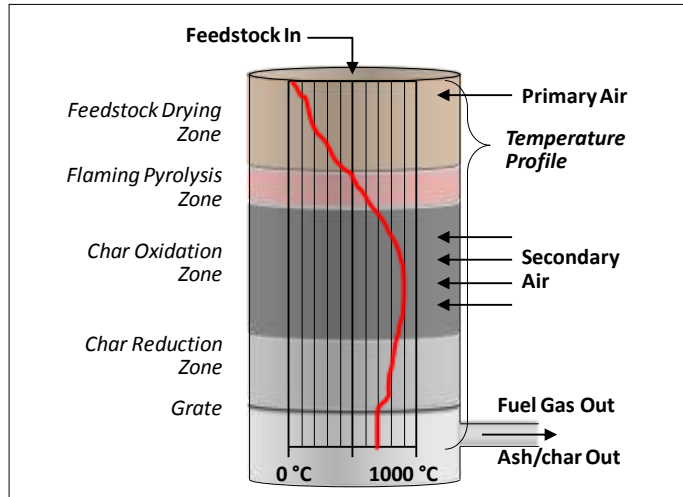 Feedstock In
Primary Air
Feedstock Drying
Zone
Temperature
Profile
Flaming Pyrolysis
Zone
Char Oxidation
Zone
Secondary
Air
Char Reduction
Zone
Grate
Fuel Gas Out
Ash/char Out
0 °C
1000 °C